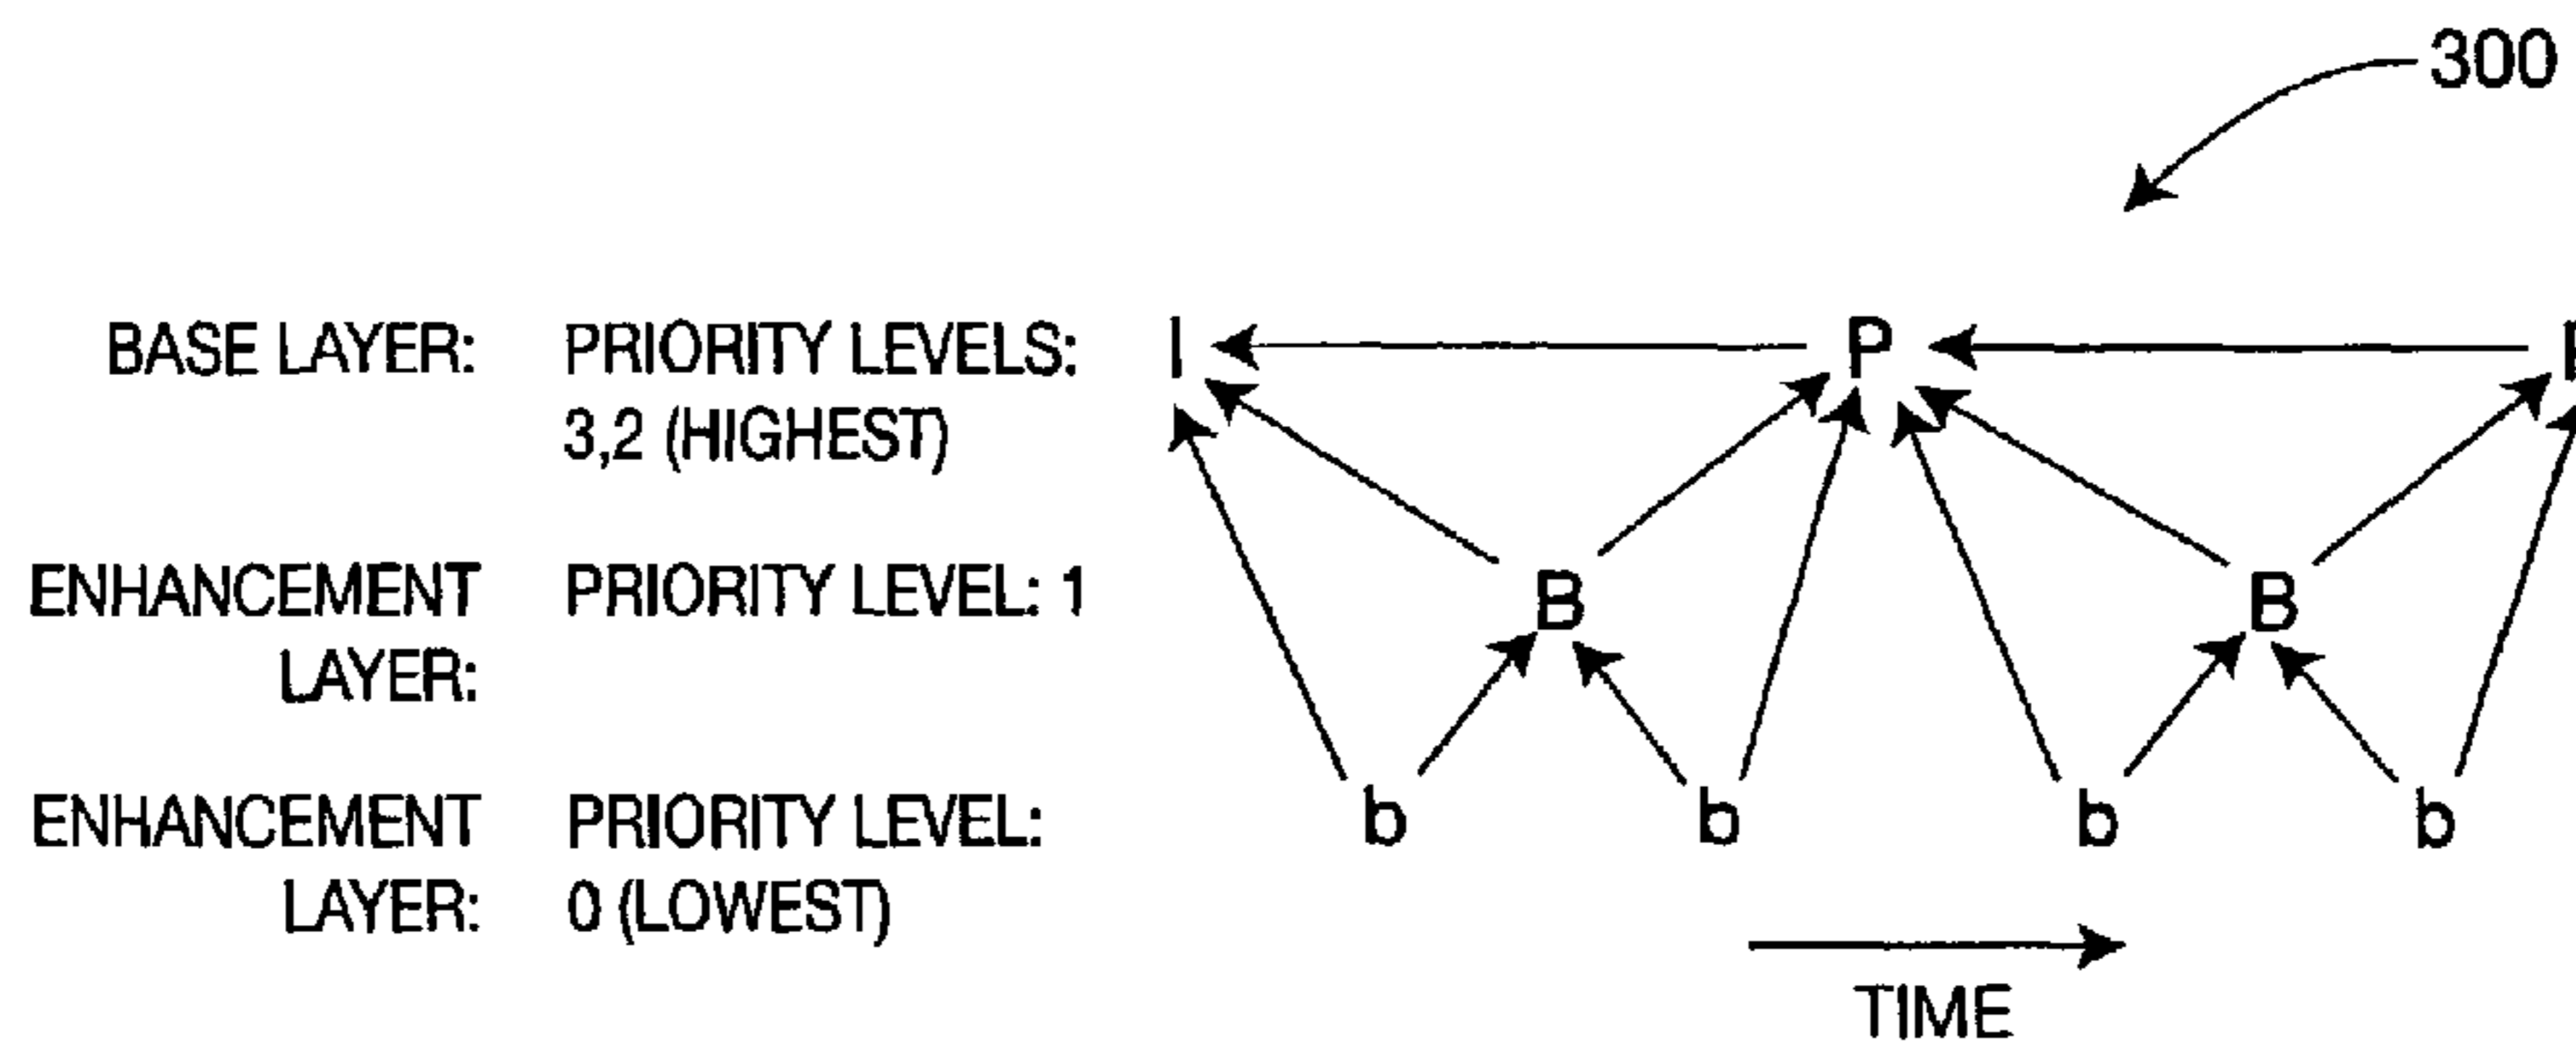 300
BASE LAYER: PRIORITY LEVELS: I P
3,2 (HIGHEST)
ENHANCEMENT PRIORITY LEVEL: 1 B B
LAYER:
ENHANCEMENT PRIORITY LEVEL: b b b b
LAYER: 0 (LOWEST)
TIME